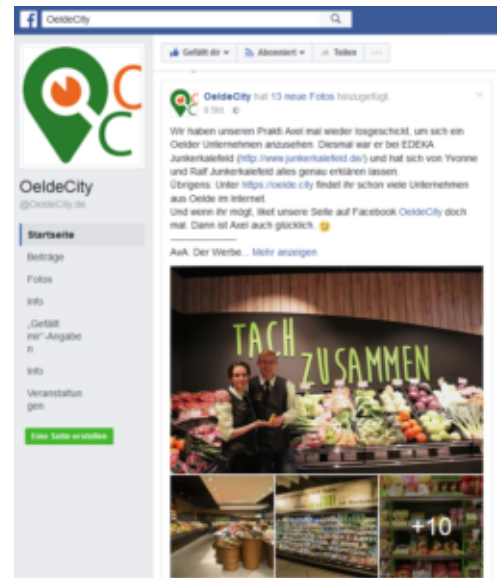 OeldeCity
Gefällt dir
Abonniert
Teilen
C
C
OeldeCity
@OeldeCity.de
Startseite
Beiträge
Fotos
Info
„Gefällt
mir“-Angabe
n
Info
Veranstaltun
gen
Eine Seite erstellen
OeldeCity hat 13 neue Fotos hinzugefügt.
8 Std.
Wir haben unseren Prakti Axel mal wieder losgeschickt, um sich ein
Oelder Unternehmen anzusehen. Diesmal war er bei EDEKA
Junkerkalefeld (http://www.junkerkalefeld.de/) und hat sich von Yvonne
und Ralf Junkerkalefeld alles genau erklären lassen.
Übrigens: Unter https://oelde.city findet ihr schon viele Unternehmen
aus Oelde im Internet.
Und wenn ihr mögt, liket unsere Seite auf Facebook OeldeCity doch
mal. Dann ist Axel auch glücklich.
AvA: Der Werbe... Mehr anzeigen
TACH
ZUSAMMEN
+10